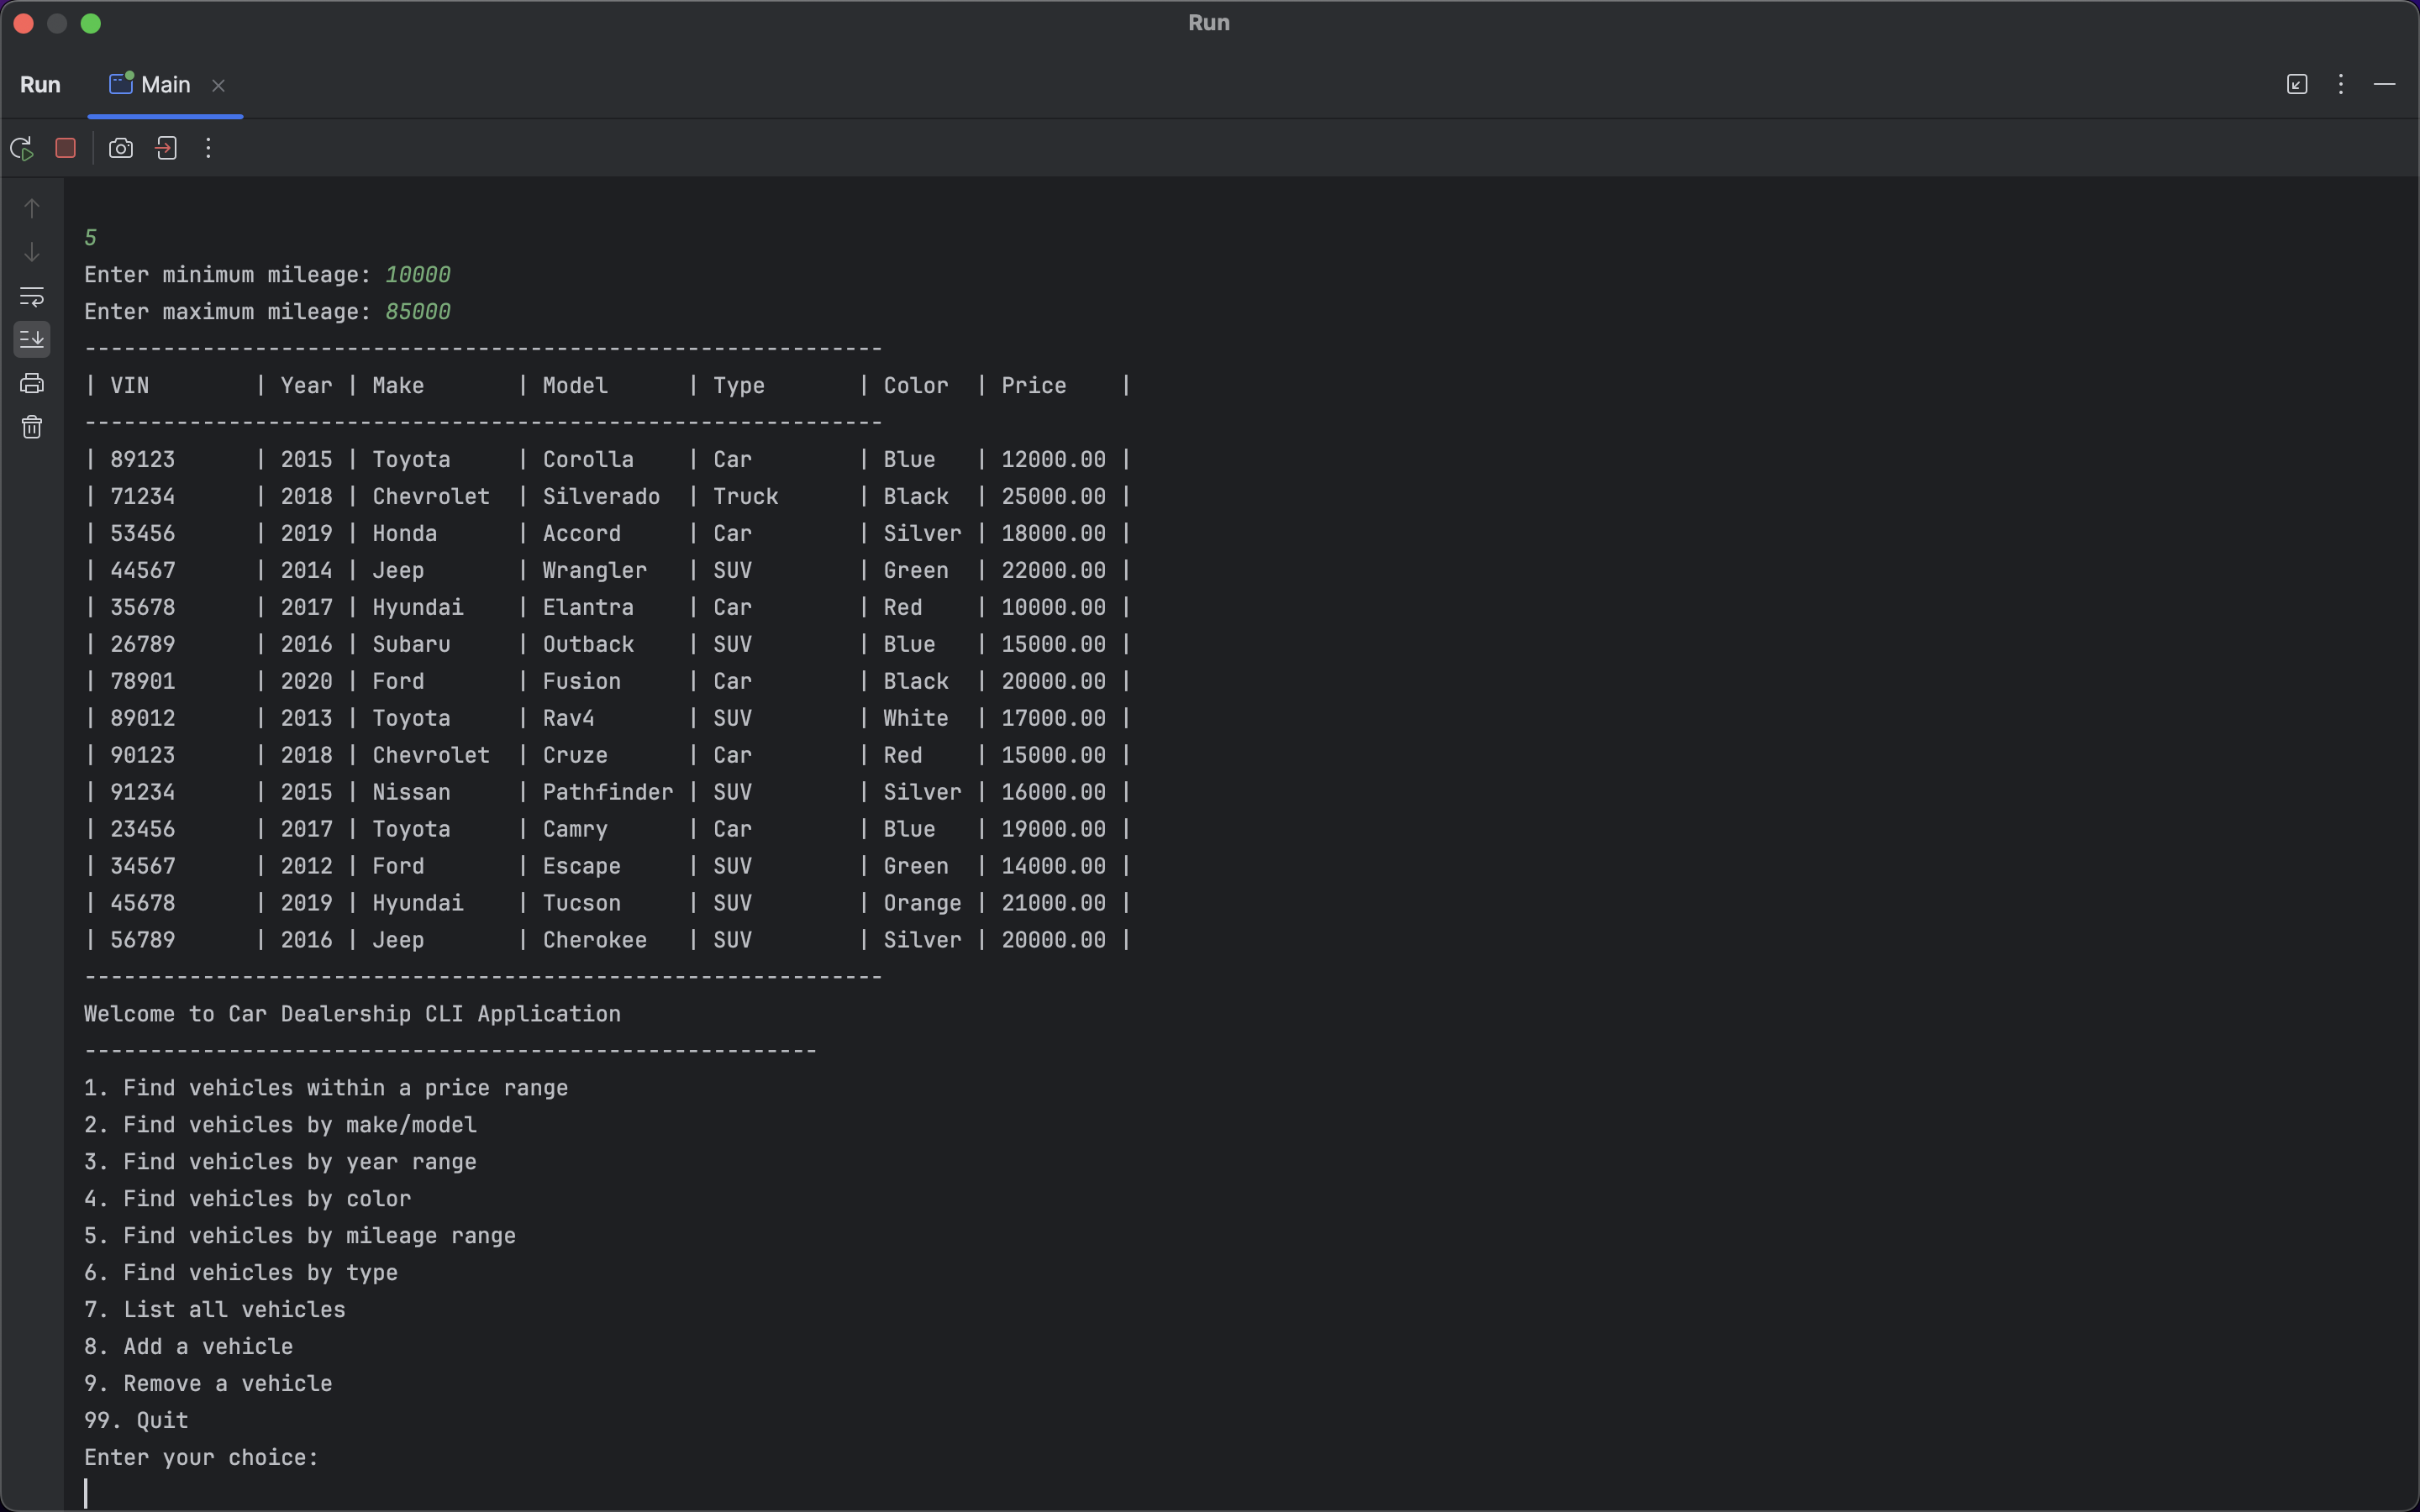 Run
Run Main
5
Enter minimum mileage: 10000
Enter maximum mileage: 85000
-------------------------------------------------------------
| VIN        | Year | Make       | Model      | Type       | Color  | Price    |
-------------------------------------------------------------
| 89123      | 2015 | Toyota     | Corolla    | Car        | Blue   | 12000.00 |
| 71234      | 2018 | Chevrolet  | Silverado  | Truck      | Black  | 25000.00 |
| 53456      | 2019 | Honda      | Accord     | Car        | Silver | 18000.00 |
| 44567      | 2014 | Jeep       | Wrangler   | SUV        | Green  | 22000.00 |
| 35678      | 2017 | Hyundai    | Elantra    | Car        | Red    | 10000.00 |
| 26789      | 2016 | Subaru     | Outback    | SUV        | Blue   | 15000.00 |
| 78901      | 2020 | Ford       | Fusion     | Car        | Black  | 20000.00 |
| 89012      | 2013 | Toyota     | Rav4       | SUV        | White  | 17000.00 |
| 90123      | 2018 | Chevrolet  | Cruze      | Car        | Red    | 15000.00 |
| 91234      | 2015 | Nissan     | Pathfinder | SUV        | Silver | 16000.00 |
| 23456      | 2017 | Toyota     | Camry      | Car        | Blue   | 19000.00 |
| 34567      | 2012 | Ford       | Escape     | SUV        | Green  | 14000.00 |
| 45678      | 2019 | Hyundai    | Tucson     | SUV        | Orange | 21000.00 |
| 56789      | 2016 | Jeep       | Cherokee   | SUV        | Silver | 20000.00 |
-------------------------------------------------------------
Welcome to Car Dealership CLI Application
--------------------------------------------------------
1. Find vehicles within a price range
2. Find vehicles by make/model
3. Find vehicles by year range
4. Find vehicles by color
5. Find vehicles by mileage range
6. Find vehicles by type
7. List all vehicles
8. Add a vehicle
9. Remove a vehicle
99. Quit
Enter your choice: